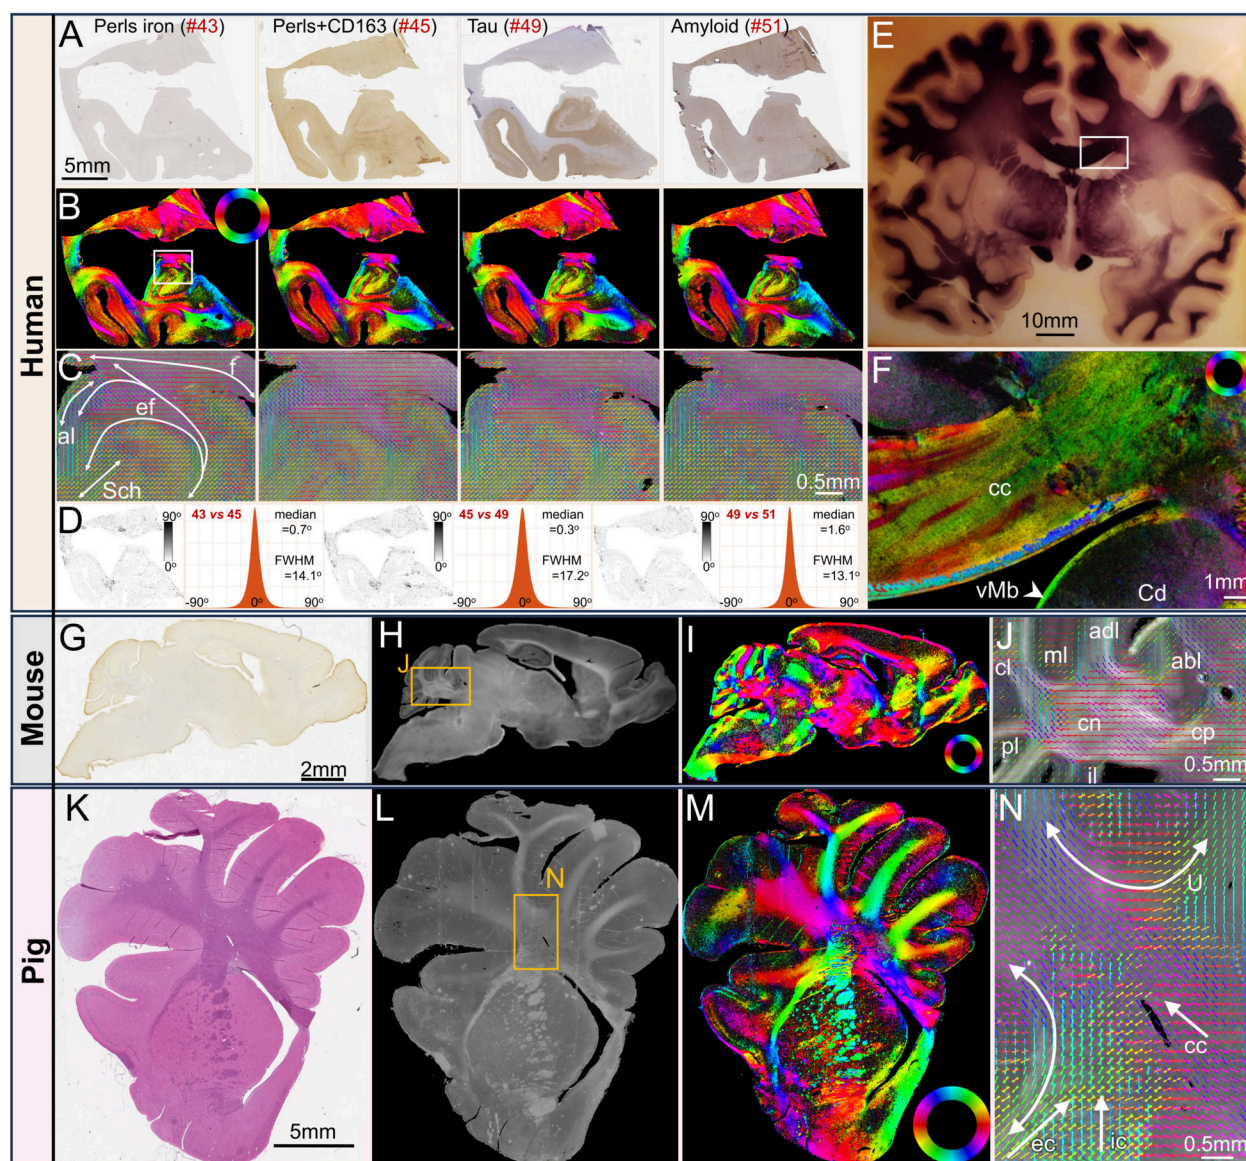 Human
A
Perls iron (#43)
Perls+CD163 (#45)
Tau (#49)
Amyloid (#51)
5mm
B
C
f
ef
al
Sch
0.5mm
D
90°
0°
43 vs 45
median
=0.7°
FWHM
=14.1°
-90°
0°
90°
90°
0°
45 vs 49
median
=0.3°
FWHM
=17.2°
-90°
0°
90°
90°
0°
49 vs 51
median
=1.6°
FWHM
=13.1°
-90°
0°
90°
E
10mm
F
cc
vMb
Cd
1mm
Mouse
G
2mm
H
J
I
J
adl
ml
abl
cl
cn
cp
pl
il
0.5mm
Pig
K
5mm
L
N
M
N
U
cc
ec
ic
0.5mm